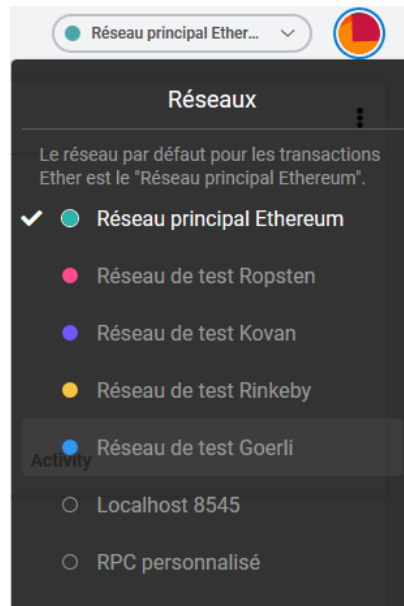 Réseau principal Ether...
Réseaux
Le réseau par défaut pour les transactions
Ether est le "Réseau principal Ethereum".
Réseau principal Ethereum
Réseau de test Ropsten
Réseau de test Kovan
Réseau de test Rinkeby
Réseau de test Goerli
Activity
Localhost 8545
RPC personnalisé